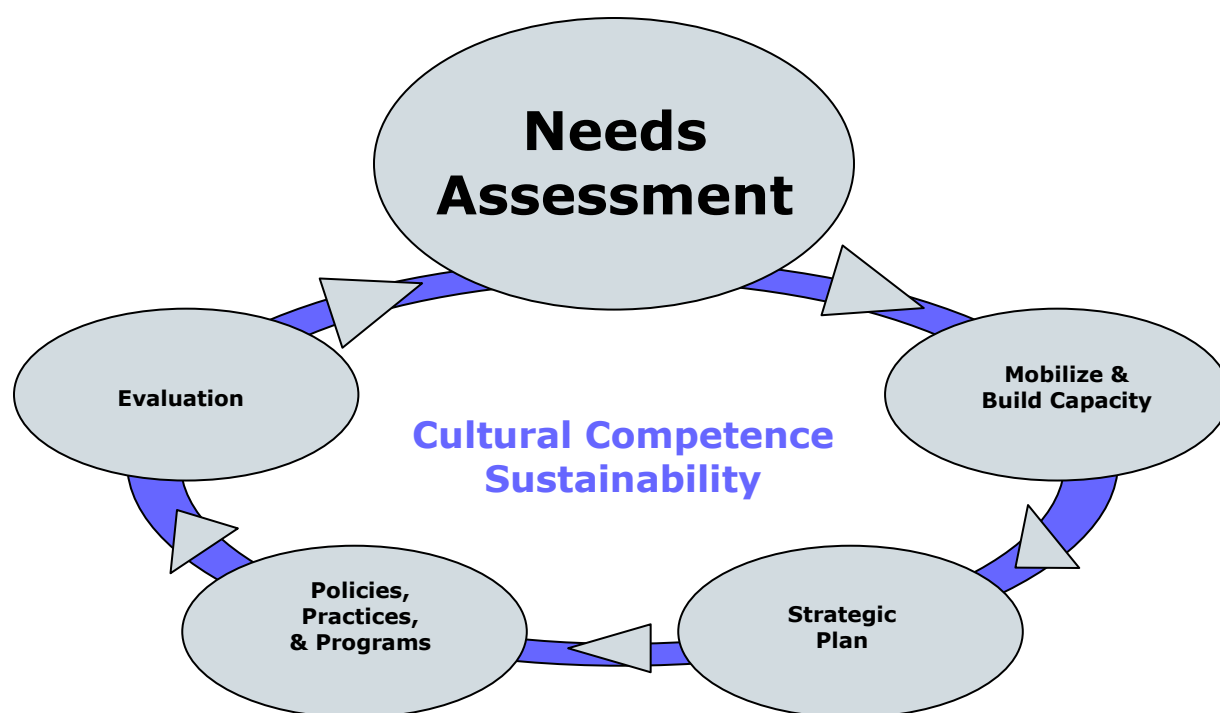 Needs
Assessment
Mobilize &
Build Capacity
Evaluation
Cultural Competence
Sustainability
Policies,
Practices,
& Programs
Strategic
Plan